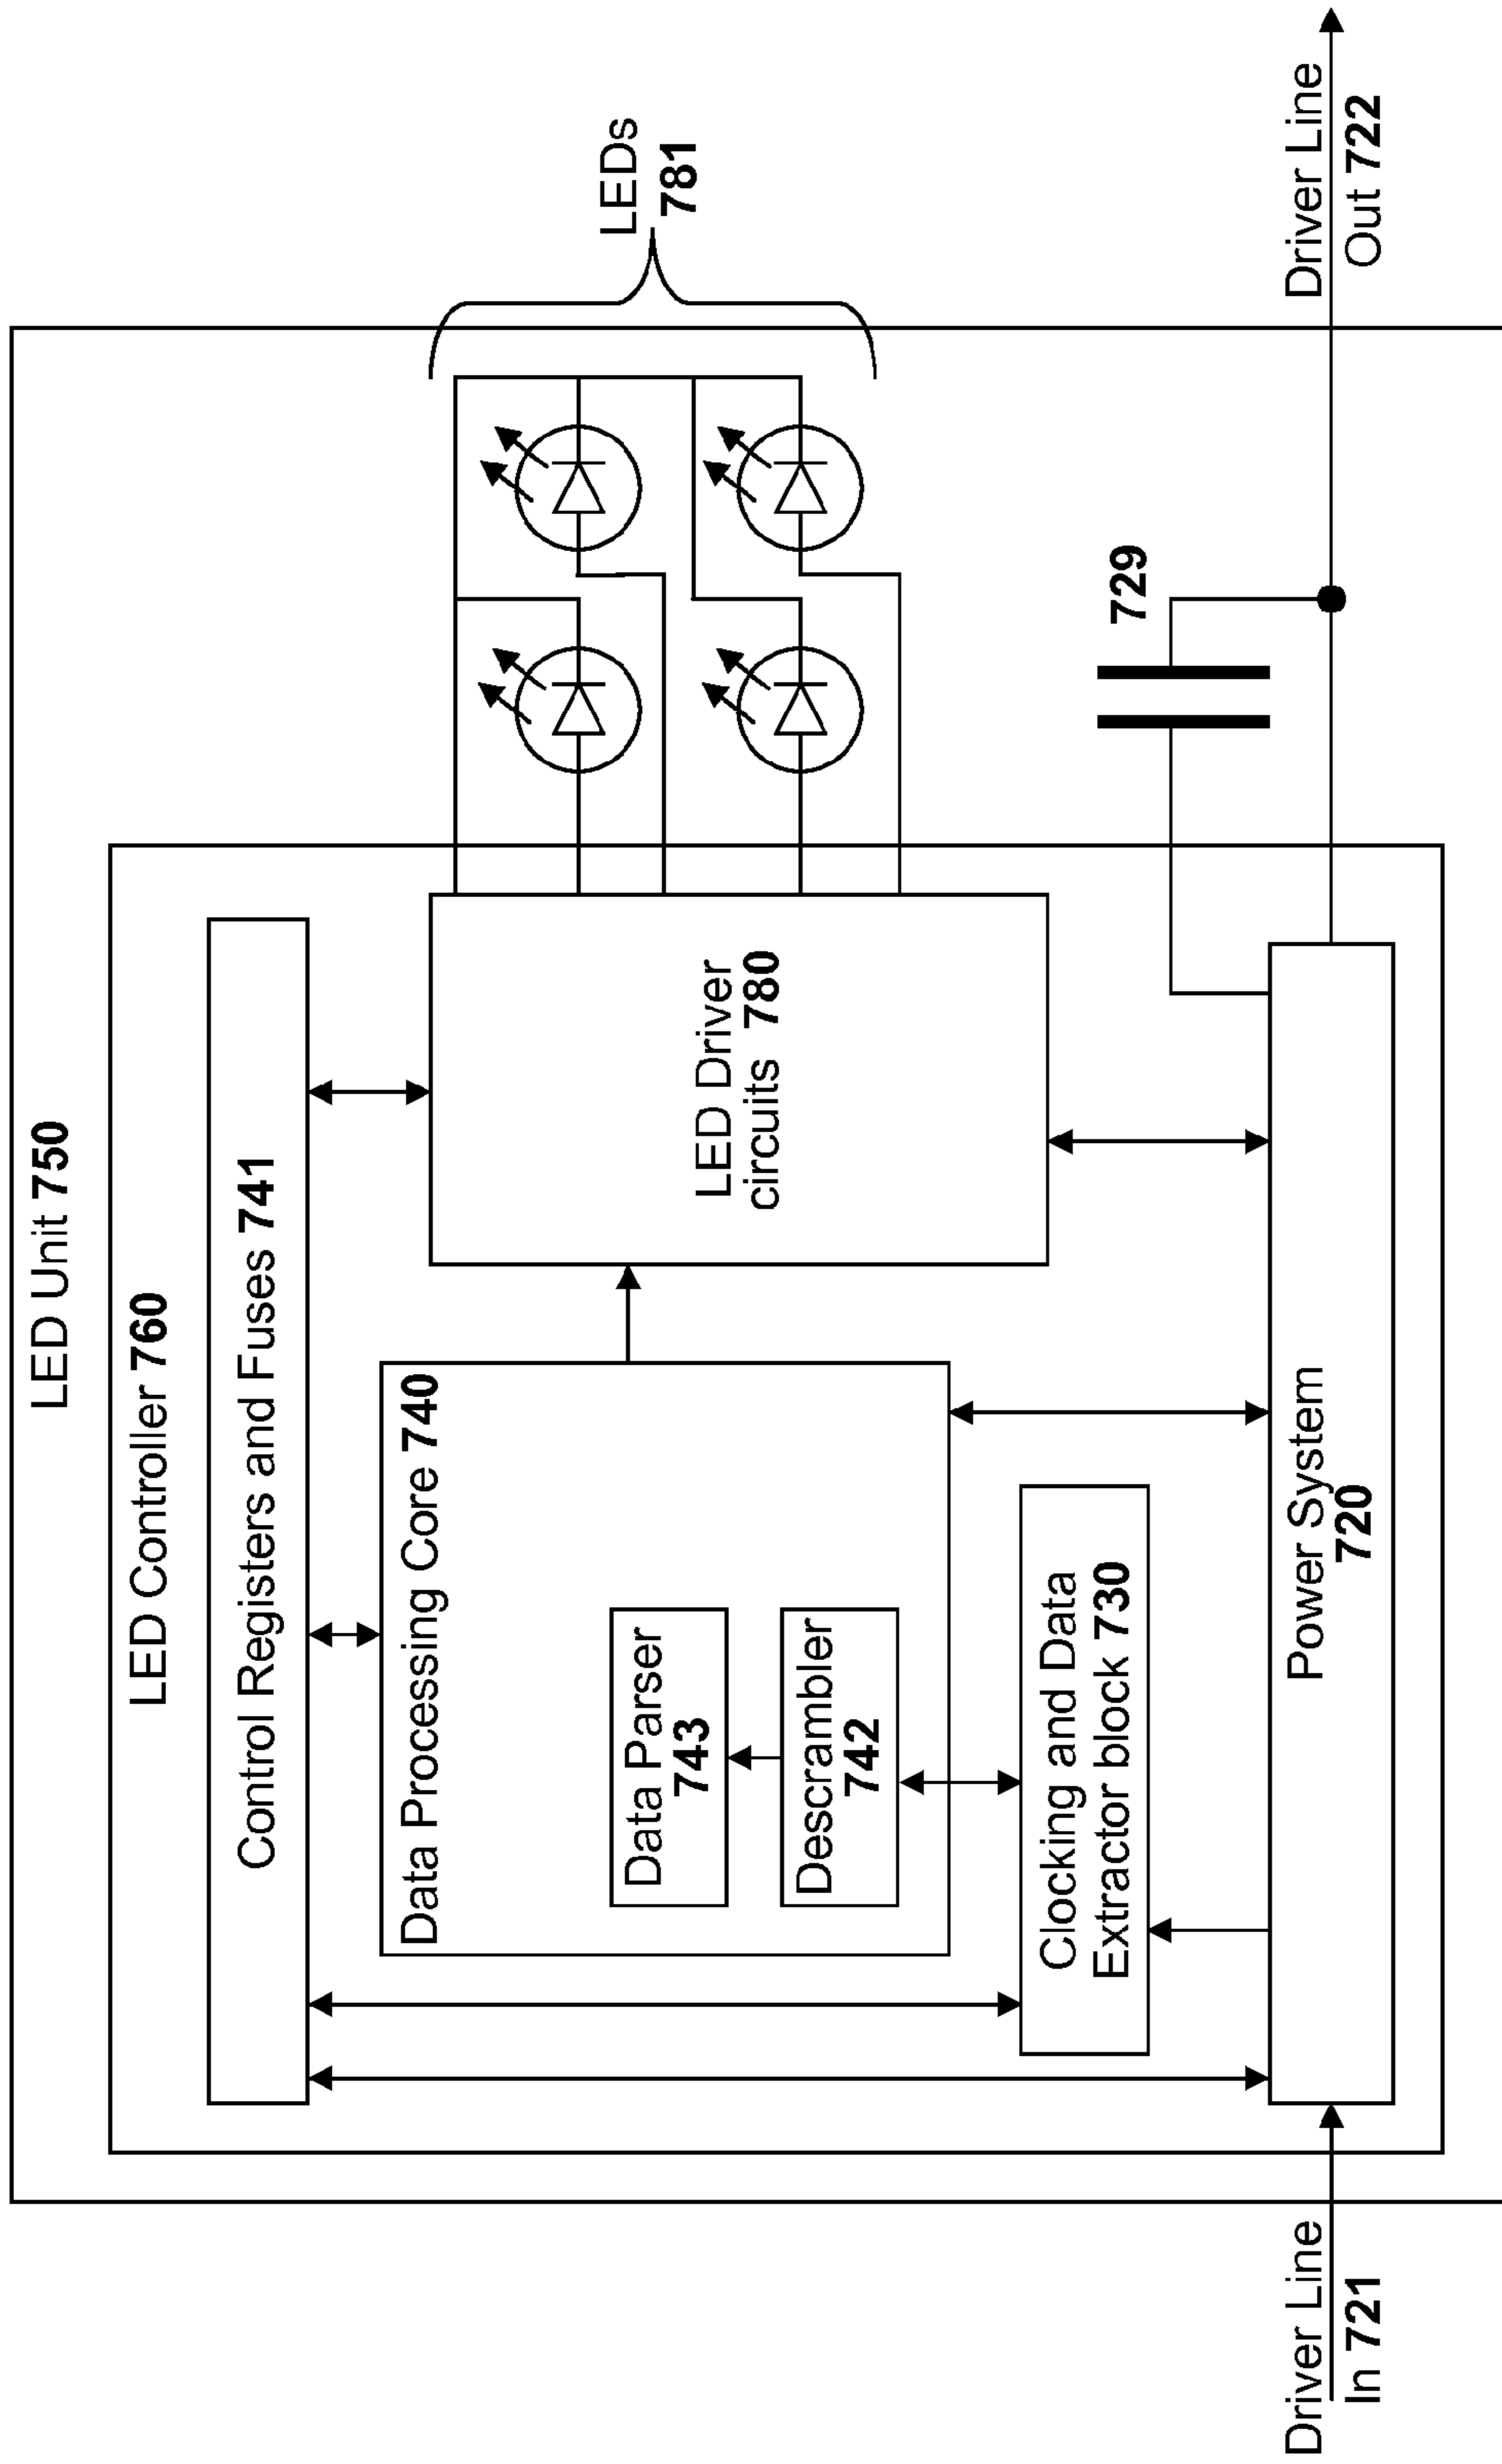 LED Unit 750
LED Controller 760
Control Registers and Fuses 741
Data Processing Core 740
Data Parser
743
Descrambler
742
Clocking and Data
Extractor block 730
LED Driver
circuits 780
LEDs
781
729
Power System
720
Driver Line
In 721
Driver Line
Out 722